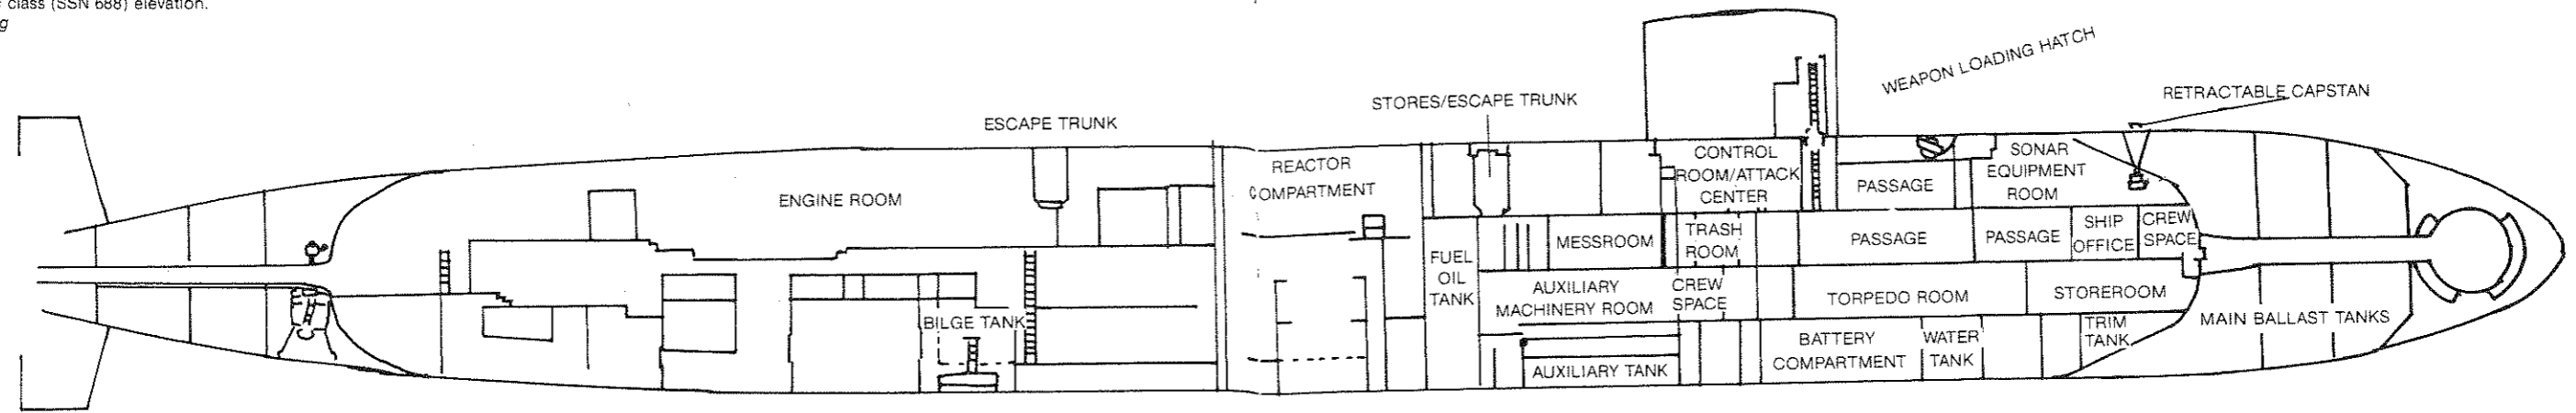 class (SSN 688) elevation.
g
WEAPON LOADING HATCH
RETRACTABLE CAPSTAN
STORES/ESCAPE TRUNK
ESCAPE TRUNK
ENGINE ROOM
REACTOR
COMPARTMENT
CONTROL
ROOM/ATTACK
CENTER
PASSAGE
SONAR
EQUIPMENT
ROOM
FUEL
OIL
TANK
MESSROOM
TRASH
ROOM
PASSAGE
PASSAGE
SHIP
OFFICE
CREW
SPACE
AUXILIARY
MACHINERY ROOM
CREW
SPACE
TORPEDO ROOM
STOREROOM
BILGE TANK
AUXILIARY TANK
BATTERY
COMPARTMENT
WATER
TANK
TRIM
TANK
MAIN BALLAST TANKS